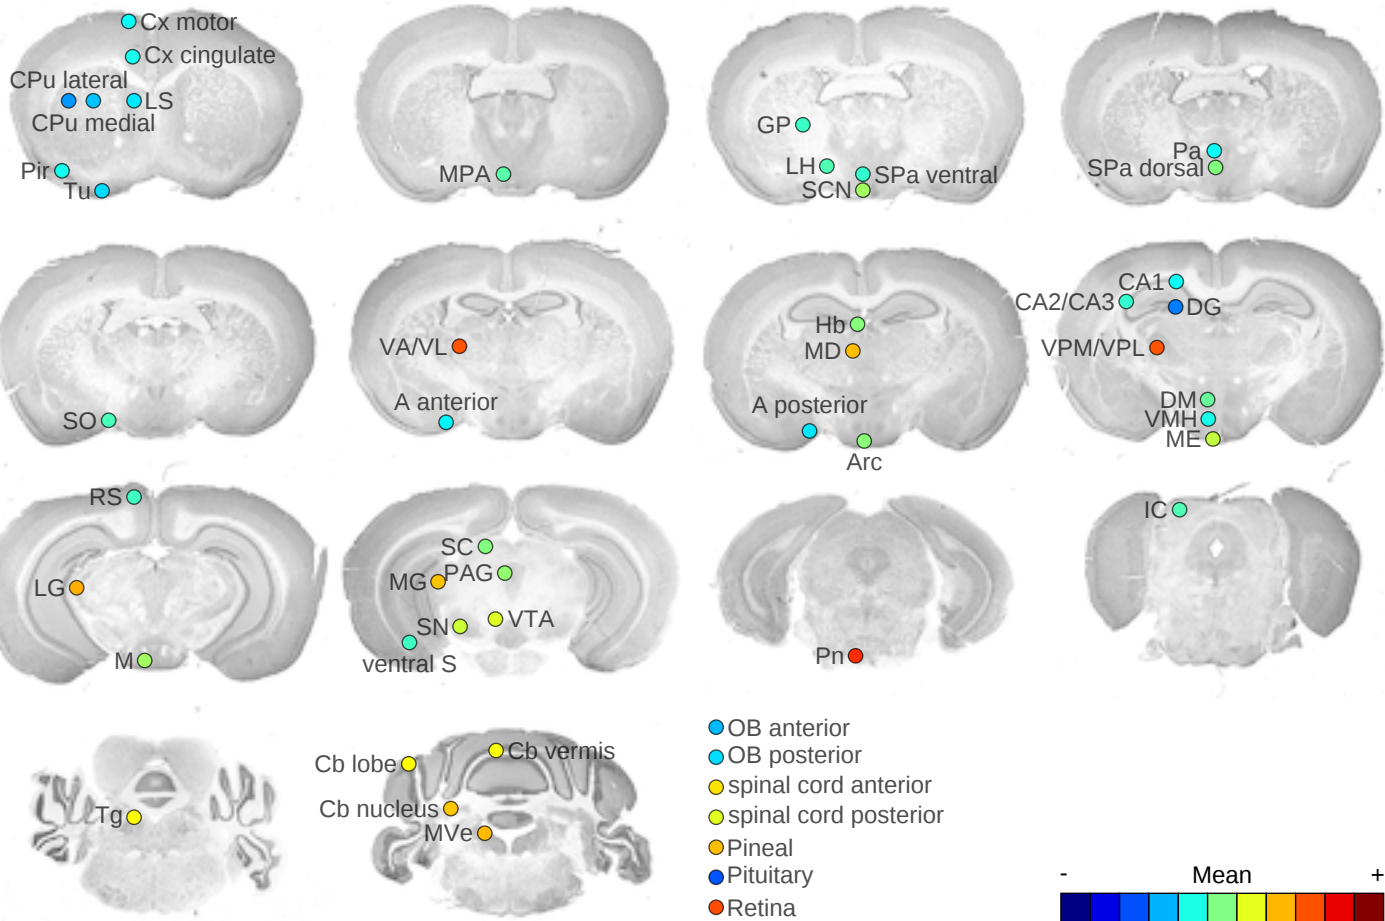 Cx motor
Cx cingulate
CPu lateral
LS
CPu medial
Pir
Tu
MPA
GP
LH
SPa ventral
SCN
Pa
SPa dorsal
SO
VA/VL
A anterior
Hb
MD
A posterior
Arc
CA1
CA2/CA3
DG
VPM/VPL
DM
VMH
ME
RS
LG
M
SC
PAG
MG
VTA
SN
ventral S
Pn
IC
Tg
Cb vermis
Cb lobe
Cb nucleus
MVe
OB anterior
OB posterior
spinal cord anterior
spinal cord posterior
Pineal
Pituitary
Retina
- Mean +